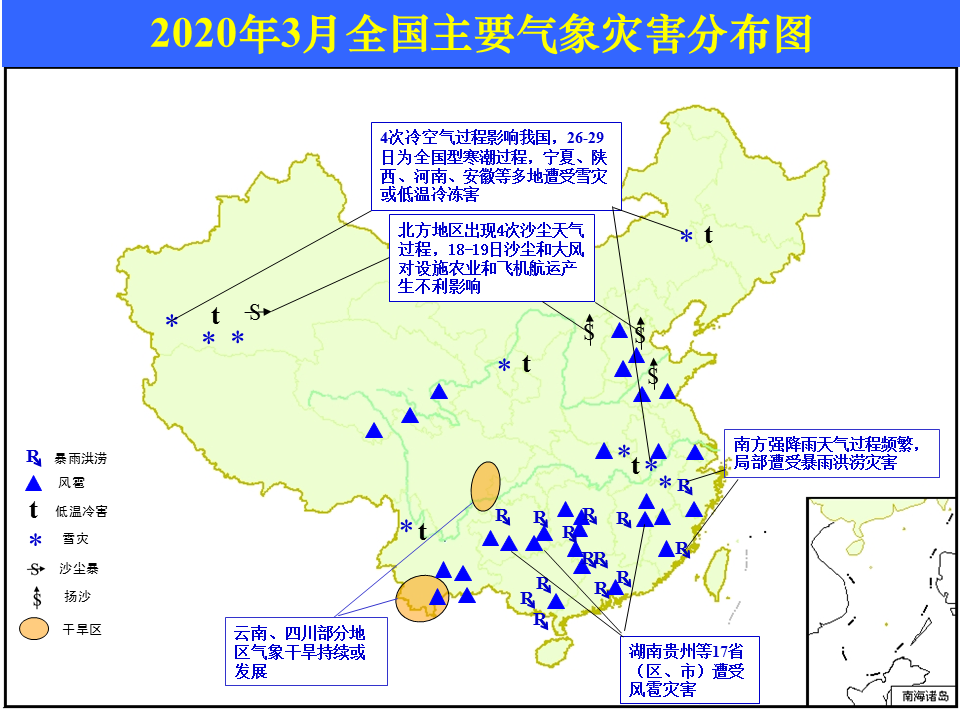 2020年3月全国主要气象灾害分布图
4次冷空气过程影响我国，26-29
日为全国型寒潮过程，宁夏、陕
西、河南、安徽等多地遭受雪灾
或低温冷冻害
北方地区出现4次沙尘天气
过程，18-19日沙尘和大风
对设施农业和飞机航运产
生不利影响
南方强降雨天气过程频繁，
局部遭受暴雨洪涝灾害
R 暴雨洪涝
风雹
t 低温冷害
* 雪灾
S 沙尘暴
$ 扬沙
干旱区
云南、四川部分地
区气象干旱持续或
发展
湖南贵州等17省
（区、市）遭受
风雹灾害
南海诸岛